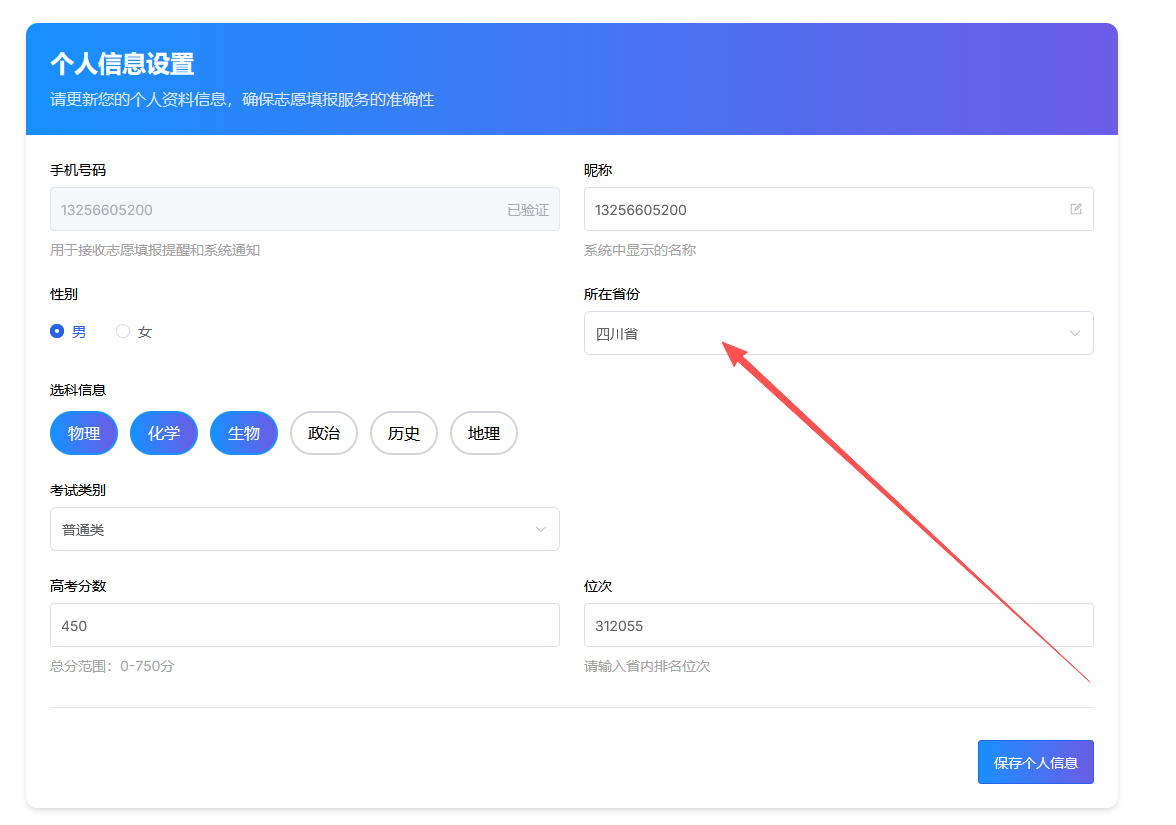 个人信息设置
请更新您的个人资料信息，确保志愿填报服务的准确性
手机号码
昵称
13256605200 已验证
13256605200
用于接收志愿填报提醒和系统通知
系统中显示的名称
性别
所在省份
男 女
四川省
选科信息
物理 化学 生物 政治 历史 地理
考试类别
普通类
高考分数
位次
450
312055
总分范围：0-750分
请输入省内排名位次
保存个人信息